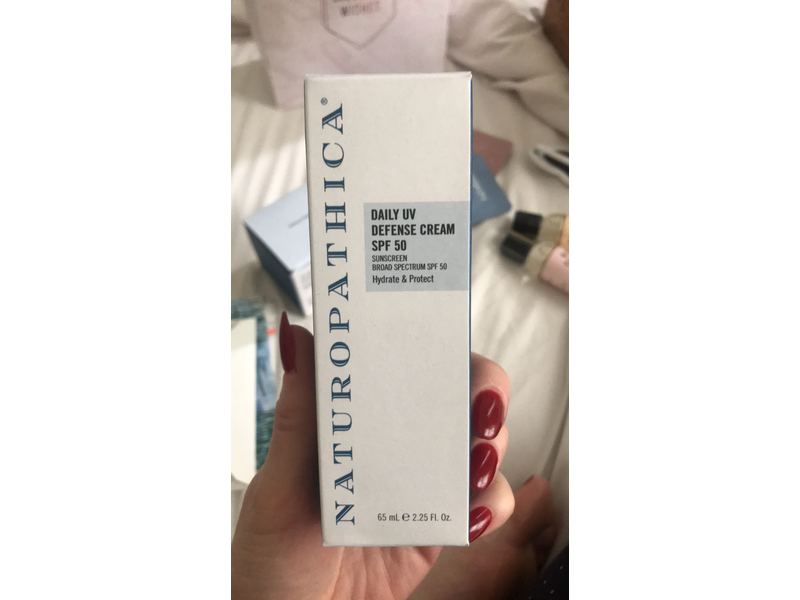 NATUROPATHICA®
DAILY UV
DEFENSE CREAM
SPF 50
SUNSCREEN
BROAD SPECTRUM SPF 50
Hydrate & Protect
65 mL ℮ 2.25 Fl. Oz.